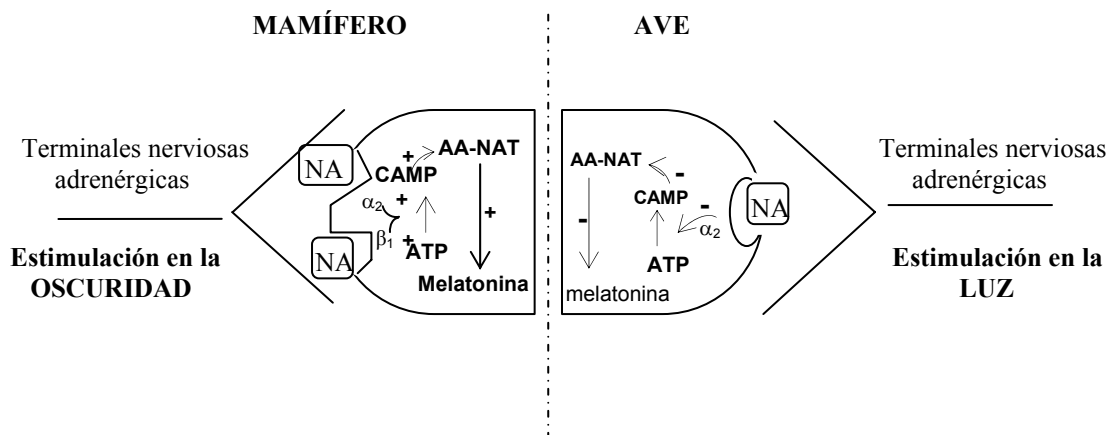 MAMÍFERO
AVE
Terminales nerviosas
adrenérgicas
Estimulación en la
OSCURIDAD
NA
NA
+
AA-NAT
CAMP
α2
+
β1
+
ATP
+
Melatonina
AA-NAT
-
CAMP
-
α2
-
ATP
melatonina
NA
Terminales nerviosas
adrenérgicas
Estimulación en la
LUZ